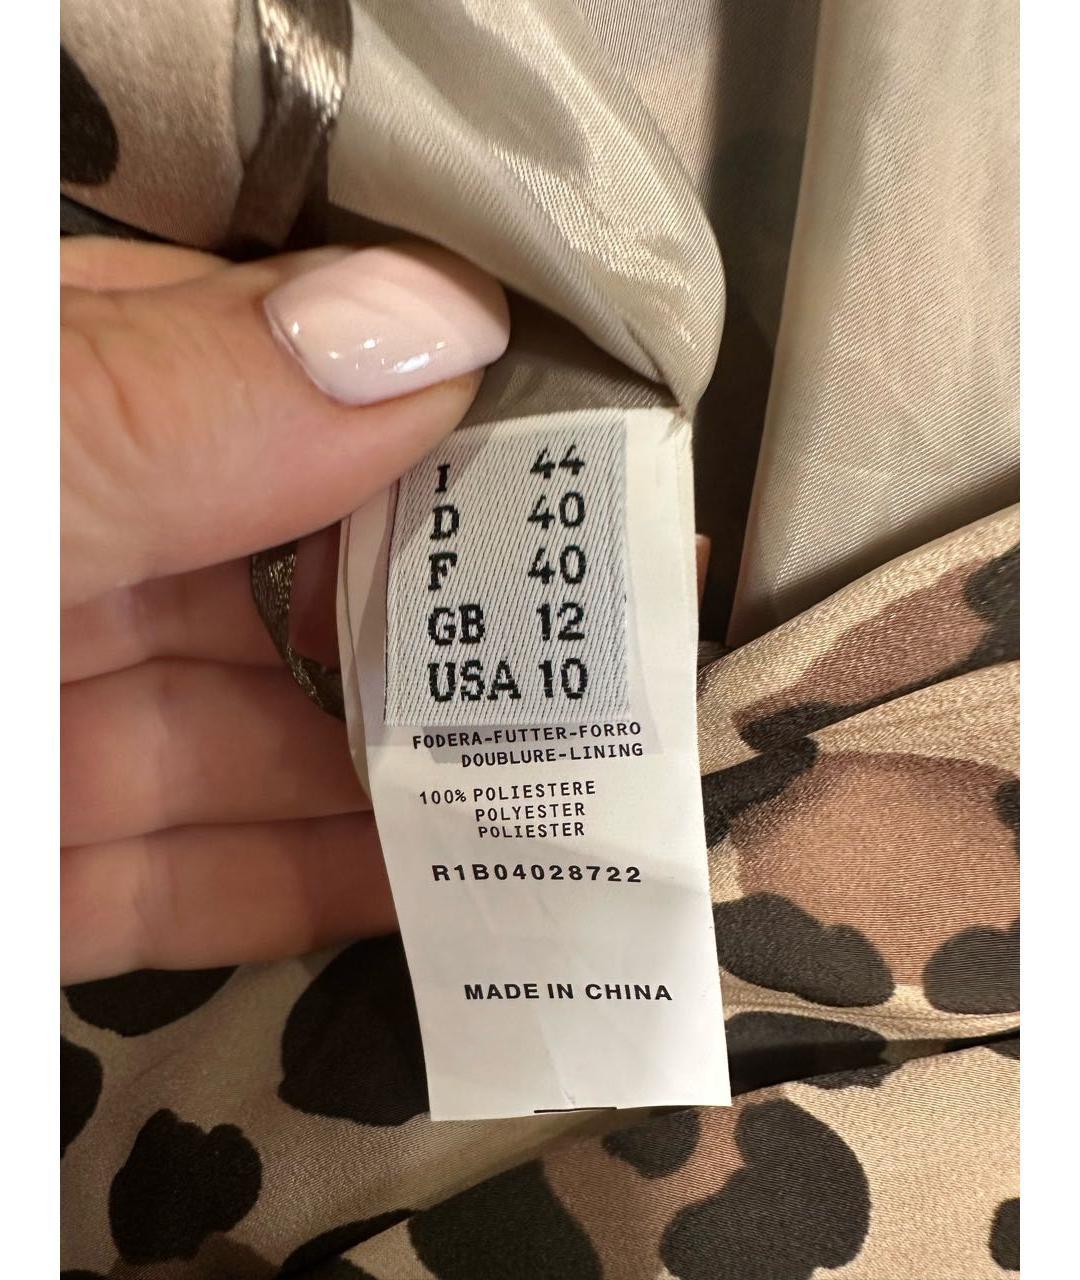 I 44
D 40
F 40
GB 12
USA 10
FODERA-FUTTER-FORRO
DOUBLURE-LINING
100% POLIESTERE
POLYESTER
POLIESTER
R1B04028722
MADE IN CHINA